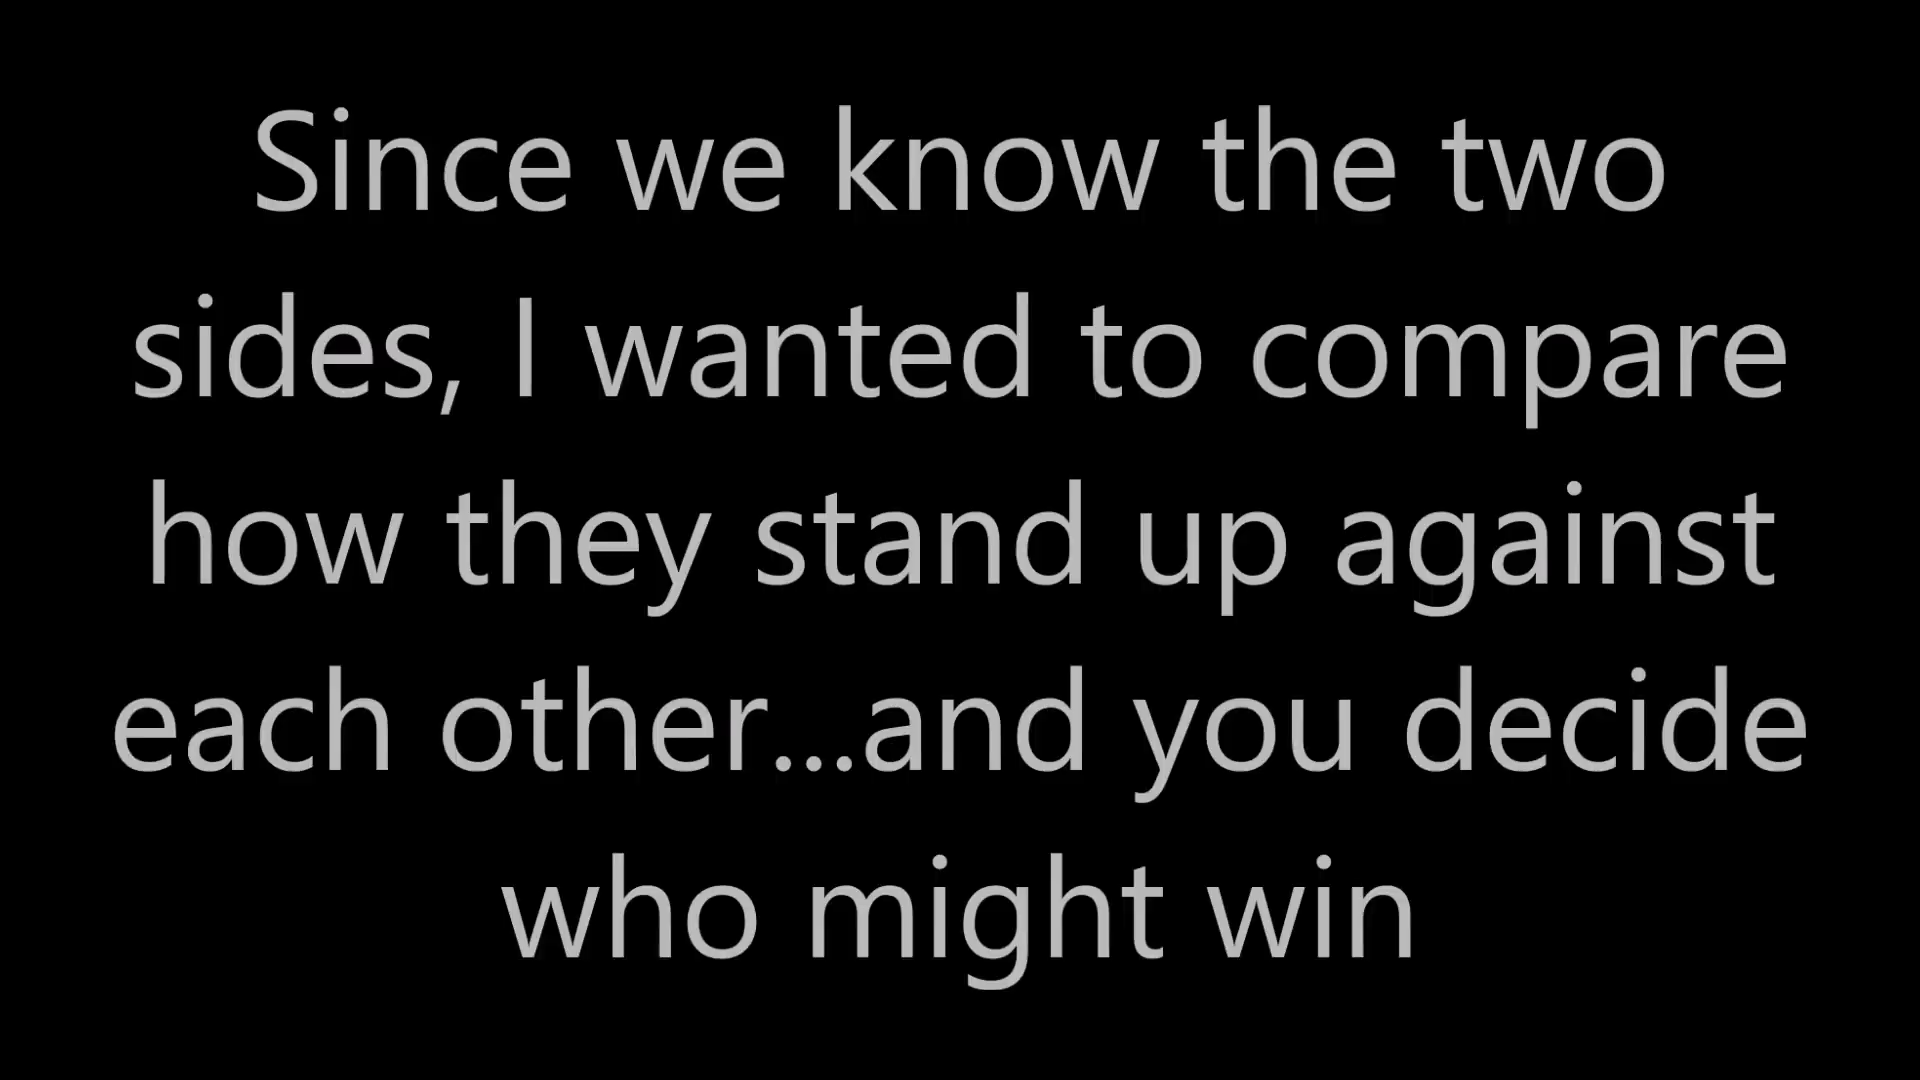 Since we know the two
sides, I wanted to compare
how they stand up against
each other...and you decide
who might win